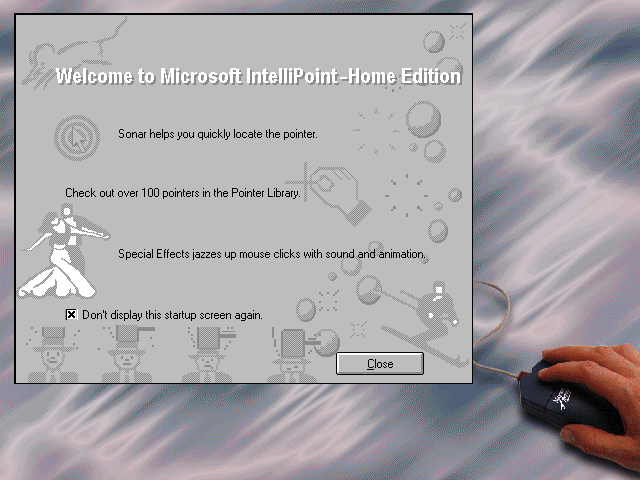 Welcome to Microsoft IntelliPoint-Home Edition
Sonar helps you quickly locate the pointer.
Check out over 100 pointers in the Pointer Library.
Special Effects jazzes up mouse clicks with sound and animation.
Don't display this startup screen again.
Close